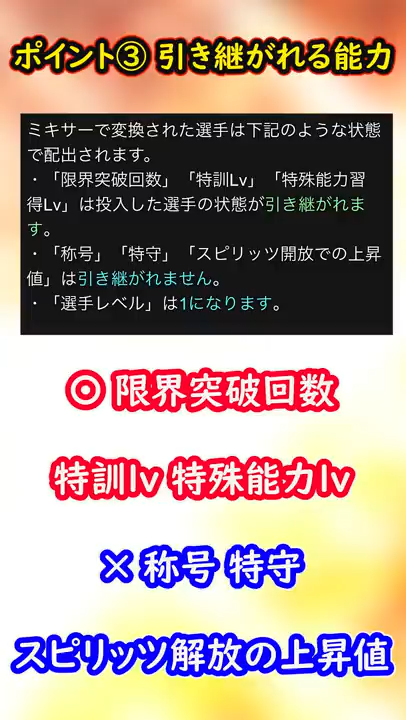 ポイント③ 引き継がれる能力
ミキサーで変換された選手は下記のような状態
で配出されます。
・「限界突破回数」「特訓Lv」「特殊能力習
得Lv」は投入した選手の状態が引き継がれま
す。
・「称号」「特守」「スピリッツ開放での上昇
値」は引き継がれません。
・「選手レベル」は1になります。
◎ 限界突破回数
特訓lv 特殊能力lv
× 称号 特守
スピリッツ解放の上昇値